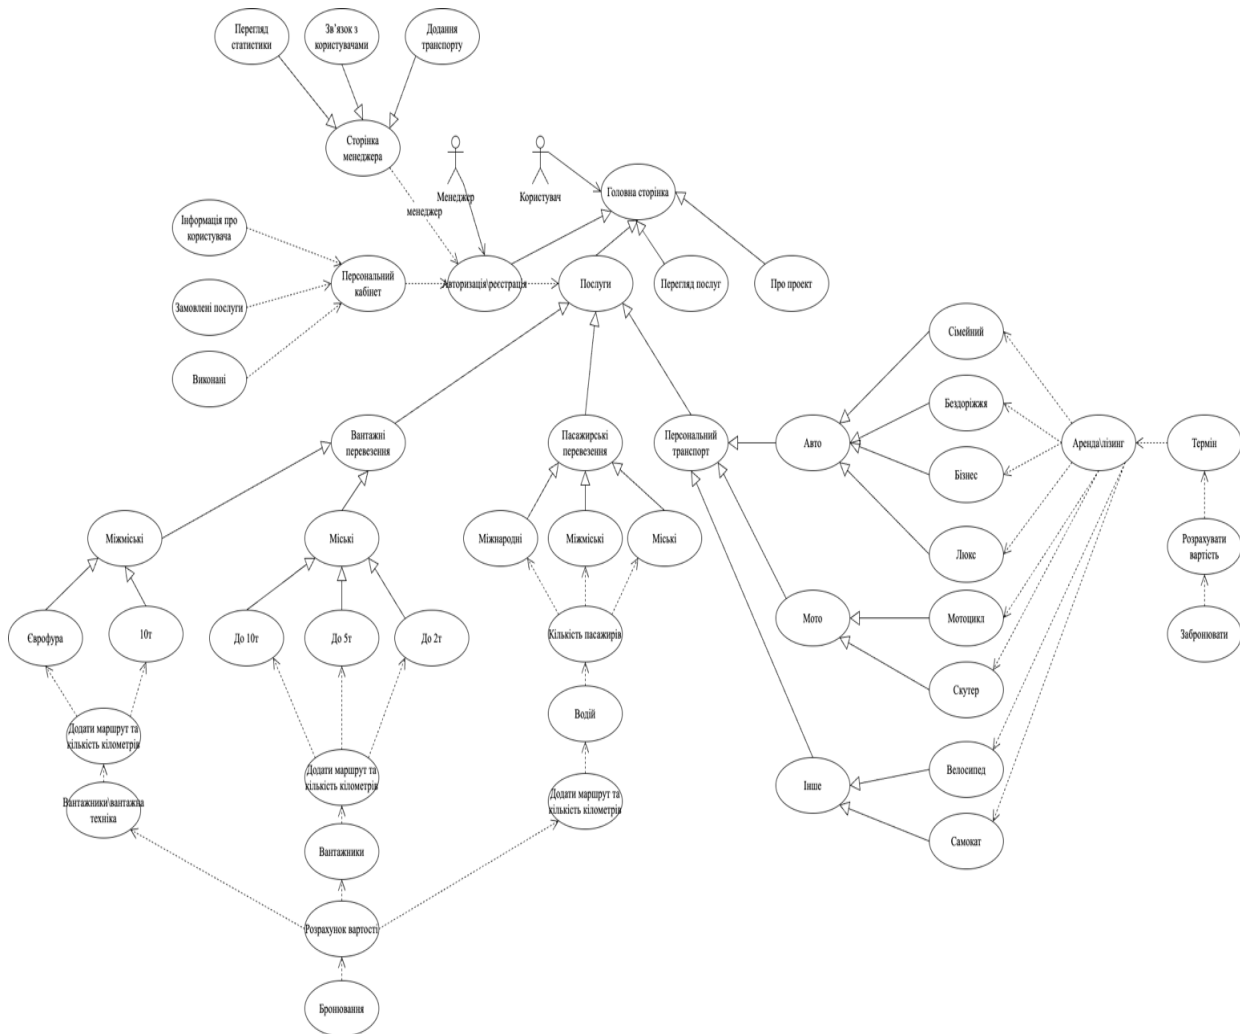 Перегляд
статистики
Зв’язок з
користувачами
Додання
транспорту
Сторінка
менеджера
Менеджер
Користувач
Головна сторінка
менеджер
Інформація про
користувача
Персональний
кабінет
Авторизація\реєстрація
Послуги
Перегляд послуг
Про проект
Замовлені послуги
Виконані
Сімейний
Бездоріжжя
Вантажні
перевезення
Пасажирські
перевезення
Персональний
транспорт
Авто
Аренда\лізинг
Термін
Бізнес
Міжміські
Міські
Міжнародні
Міжміські
Міські
Люкс
Розрахувати
вартість
Єврофура
10т
До 10т
До 5т
До 2т
Кількість пасажирів
Мото
Мотоцикл
Забронювати
Скутер
Водій
Додати маршрут та
кількість кілометрів
Додати маршрут та
кількість кілометрів
Додати маршрут та
кількість кілометрів
Велосипед
Інше
Вантажники\вантажна
техніка
Самокат
Вантажники
Розрахунок вартості
Бронювання